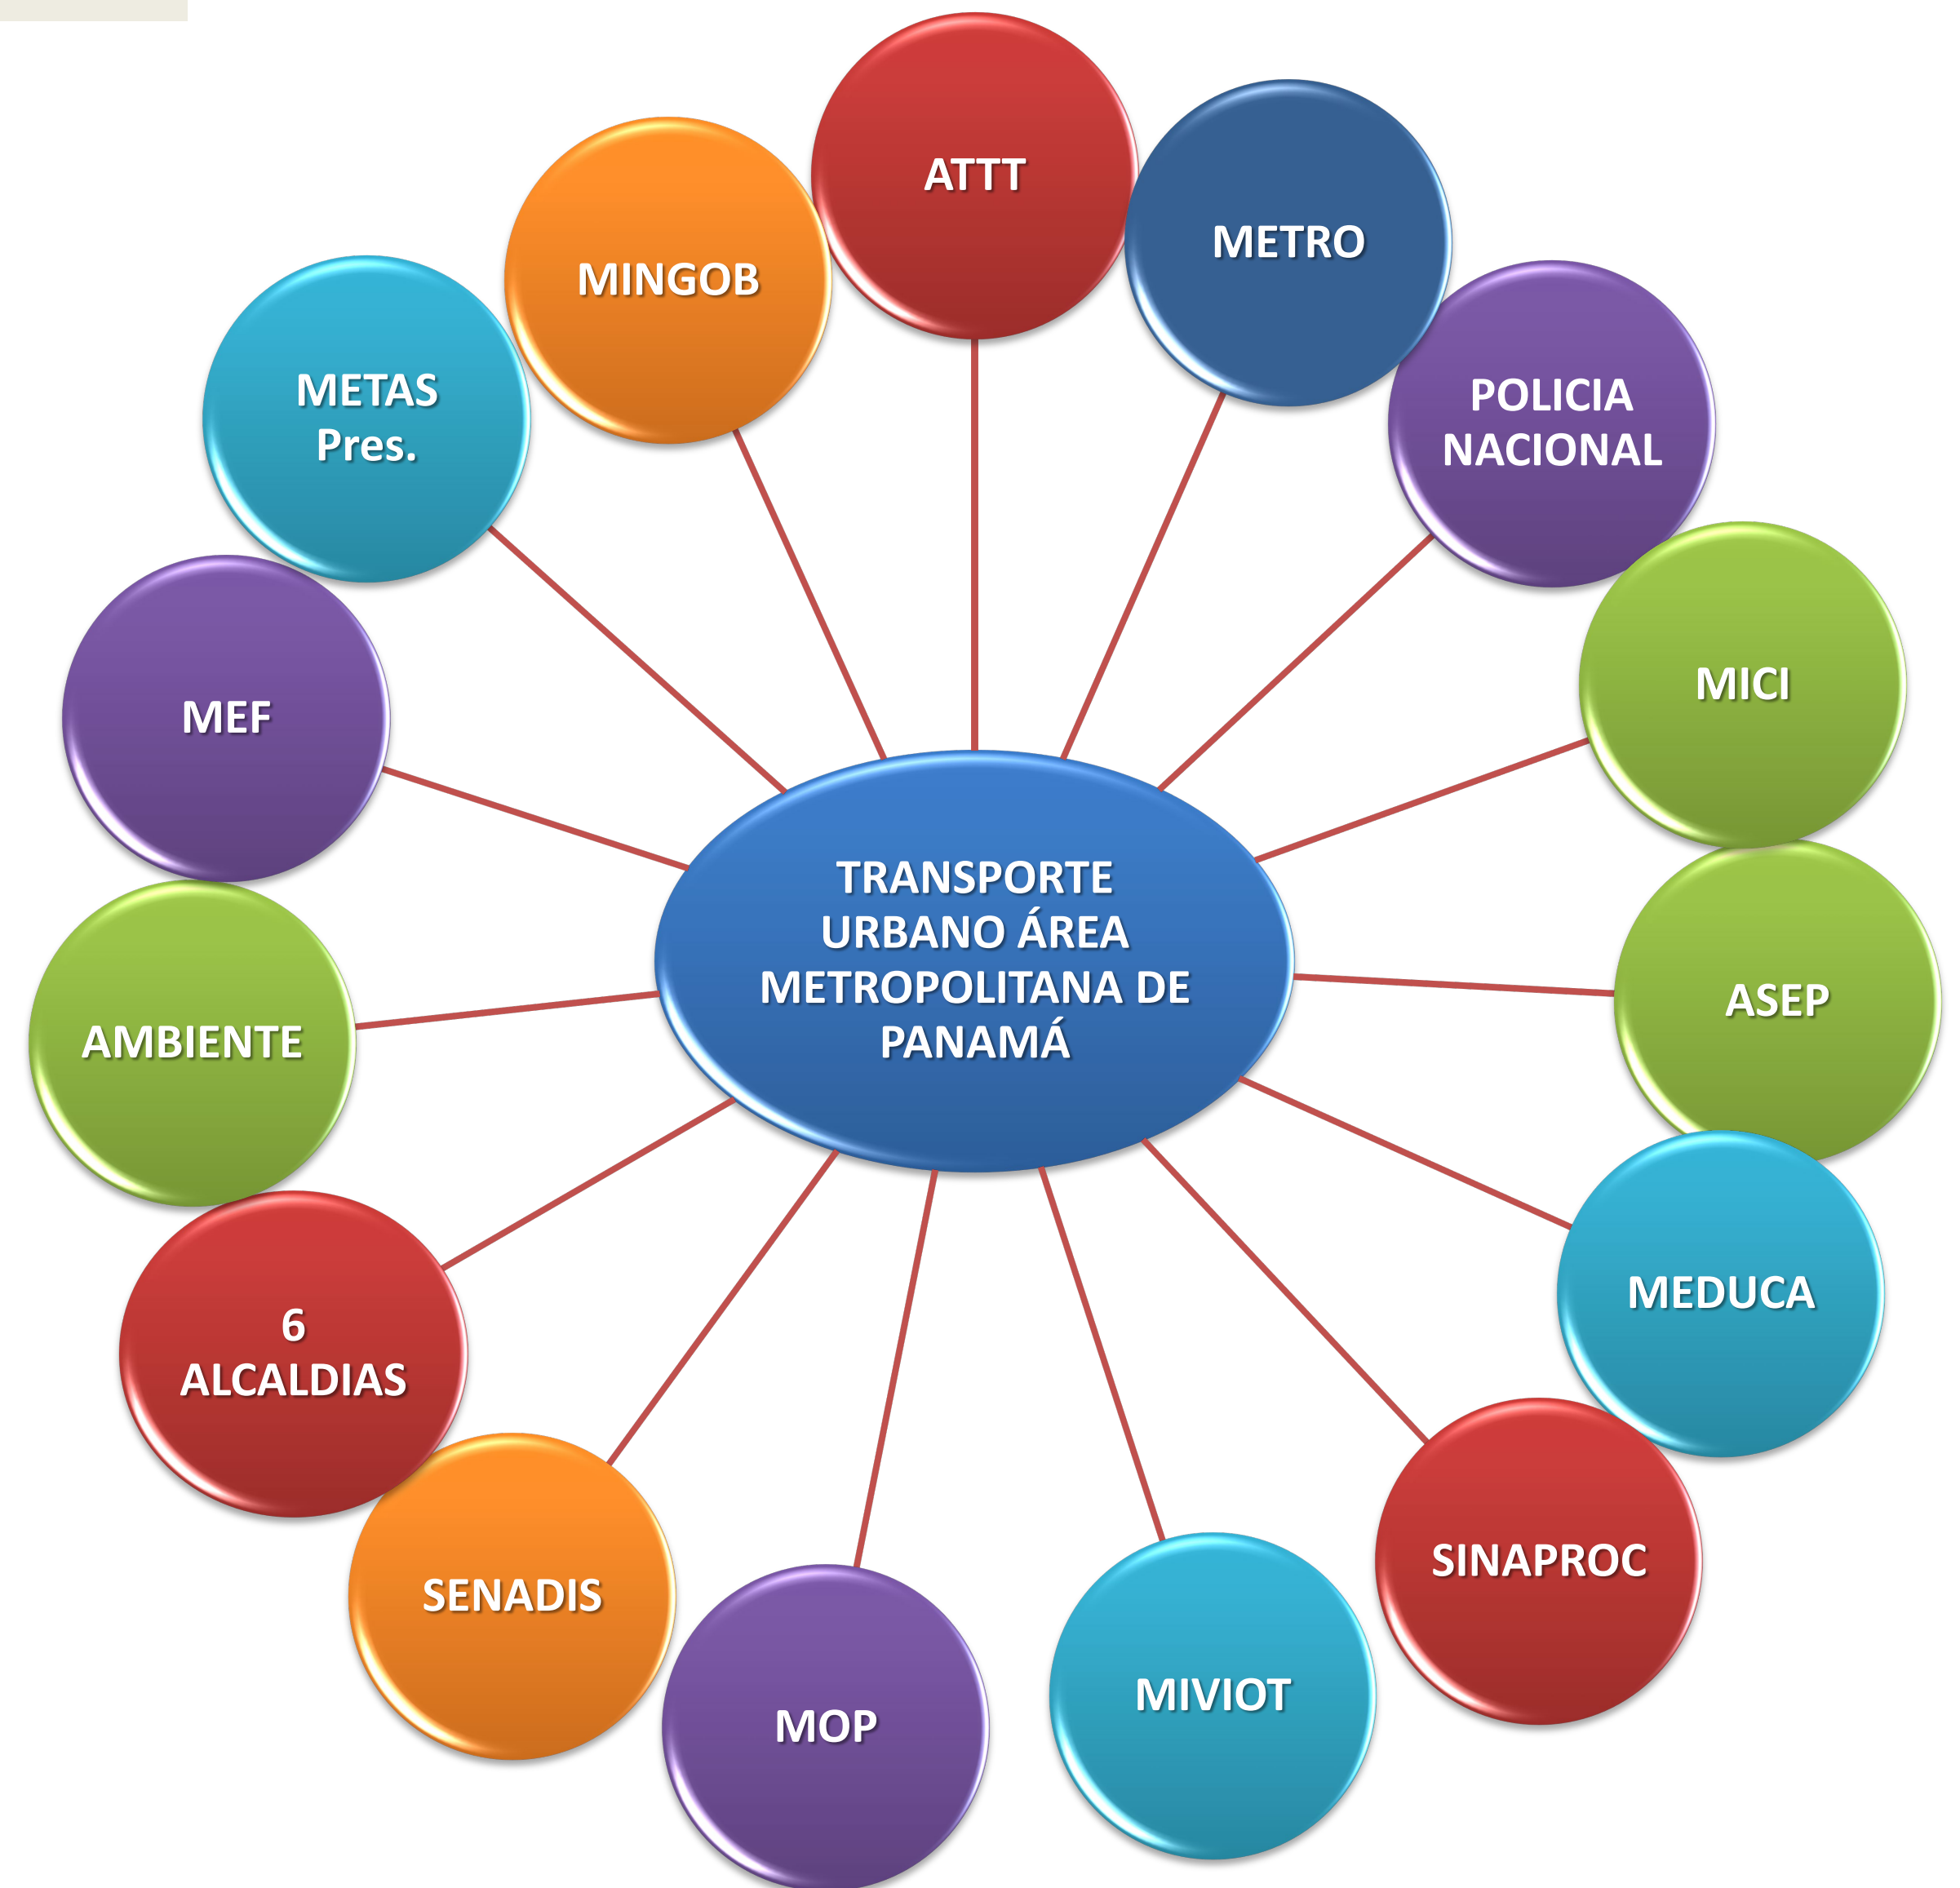 ATTT
METRO
POLICIA
NACIONAL
MICI
ASEP
MEDUCA
SINAPROC
MIVIOT
MOP
SENADIS
6
ALCALDIAS
AMBIENTE
MEF
METAS
Pres.
MINGOB
TRANSPORTE
URBANO ÁREA
METROPOLITANA DE
PANAMÁ